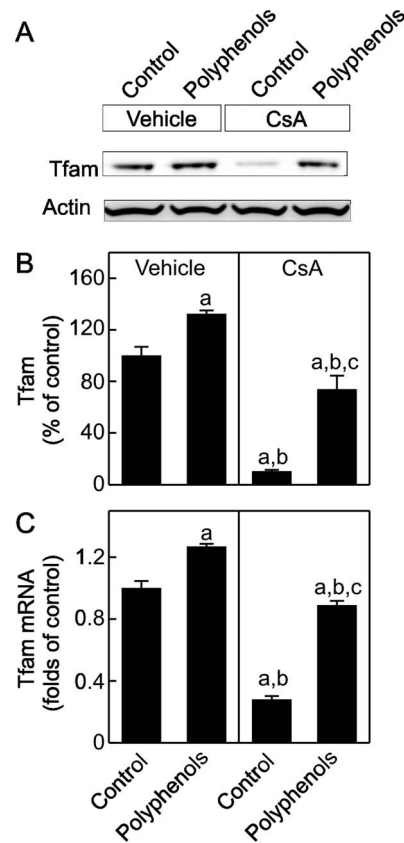 A
Control Polyphenols Control Polyphenols
Vehicle CsA
Tfam
Actin
B
Vehicle CsA
160
120
80
40
0
Tfam
(% of control)
a
a,b
a,b,c
C
1.2
0.8
0.4
0
Tfam mRNA
(folds of control)
a
a,b
a,b,c
Control Polyphenols Control Polyphenols